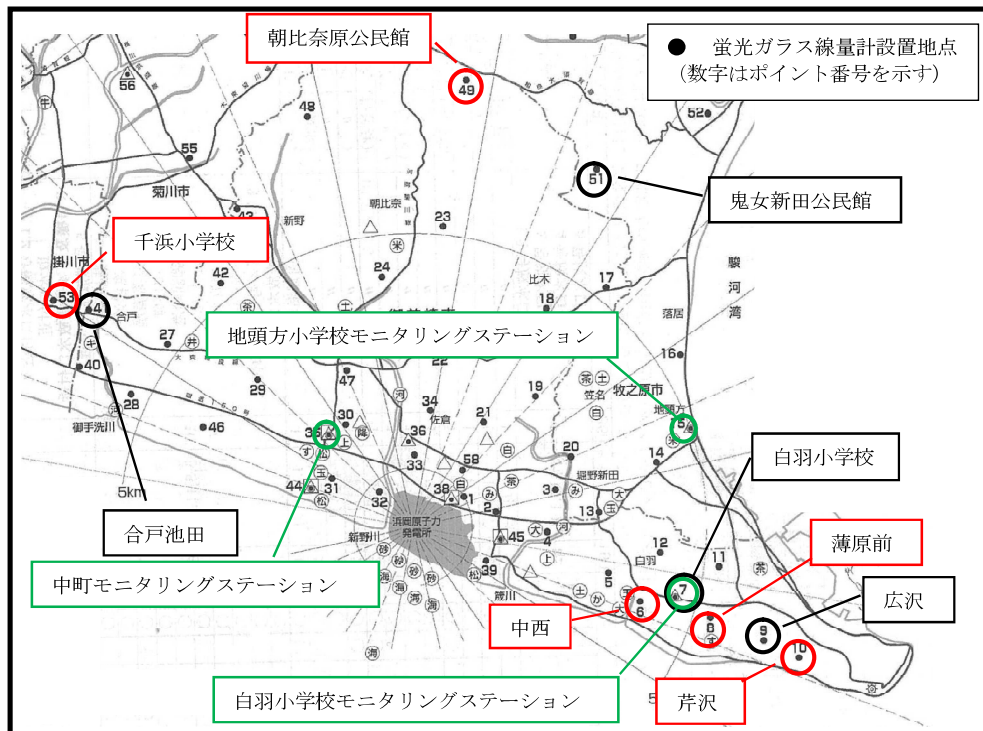 朝比奈原公民館
● 蛍光ガラス線量計設置地点
(数字はポイント番号を示す)
56
49
48
52
55
51
菊川市
鬼女新田公民館
朝比奈
新野
23
千浜小学校
掛川市
42
24
比木
17
18
駿河湾
53
合戸
27
地頭方小学校モニタリングステーション
落居
16
22
40
47
29
28
19
牧之原市
笠名
地頭方
34
佐倉
30
21
御手洗川
46
36
33
58
20
14
白羽小学校
堀野新田
5km
44
31
32
38
1
3
2
13
浜岡原子力
発電所
合戸池田
新野川
45
4
12
白羽
11
薄原前
39
中町モニタリングステーション
5
7
広沢
筬川
6
8
9
中西
10
白羽小学校モニタリングステーション
芹沢